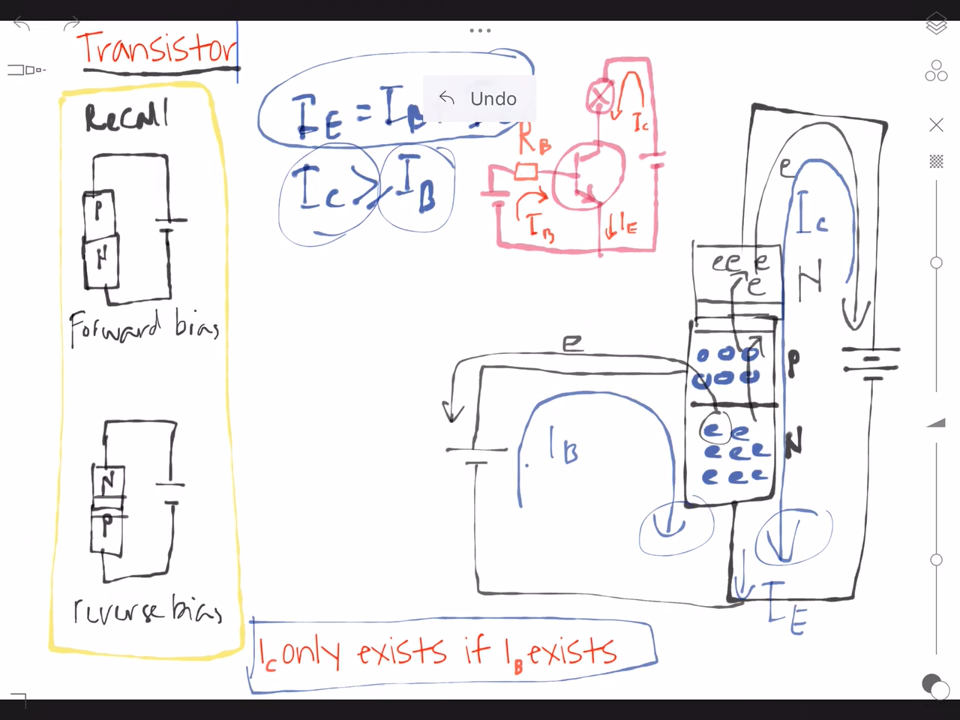 Transistor
Recall
P
N
Forward bias
N
P
reverse bias
I_E = I_B
Undo
I_C ⩾ I_B
R_B
I_C
I_B
I_E
e
I_C
e e e
e
N
P
e
I_B
e e
e e e
e e e
N
I_E
I_C only exists if I_B exists